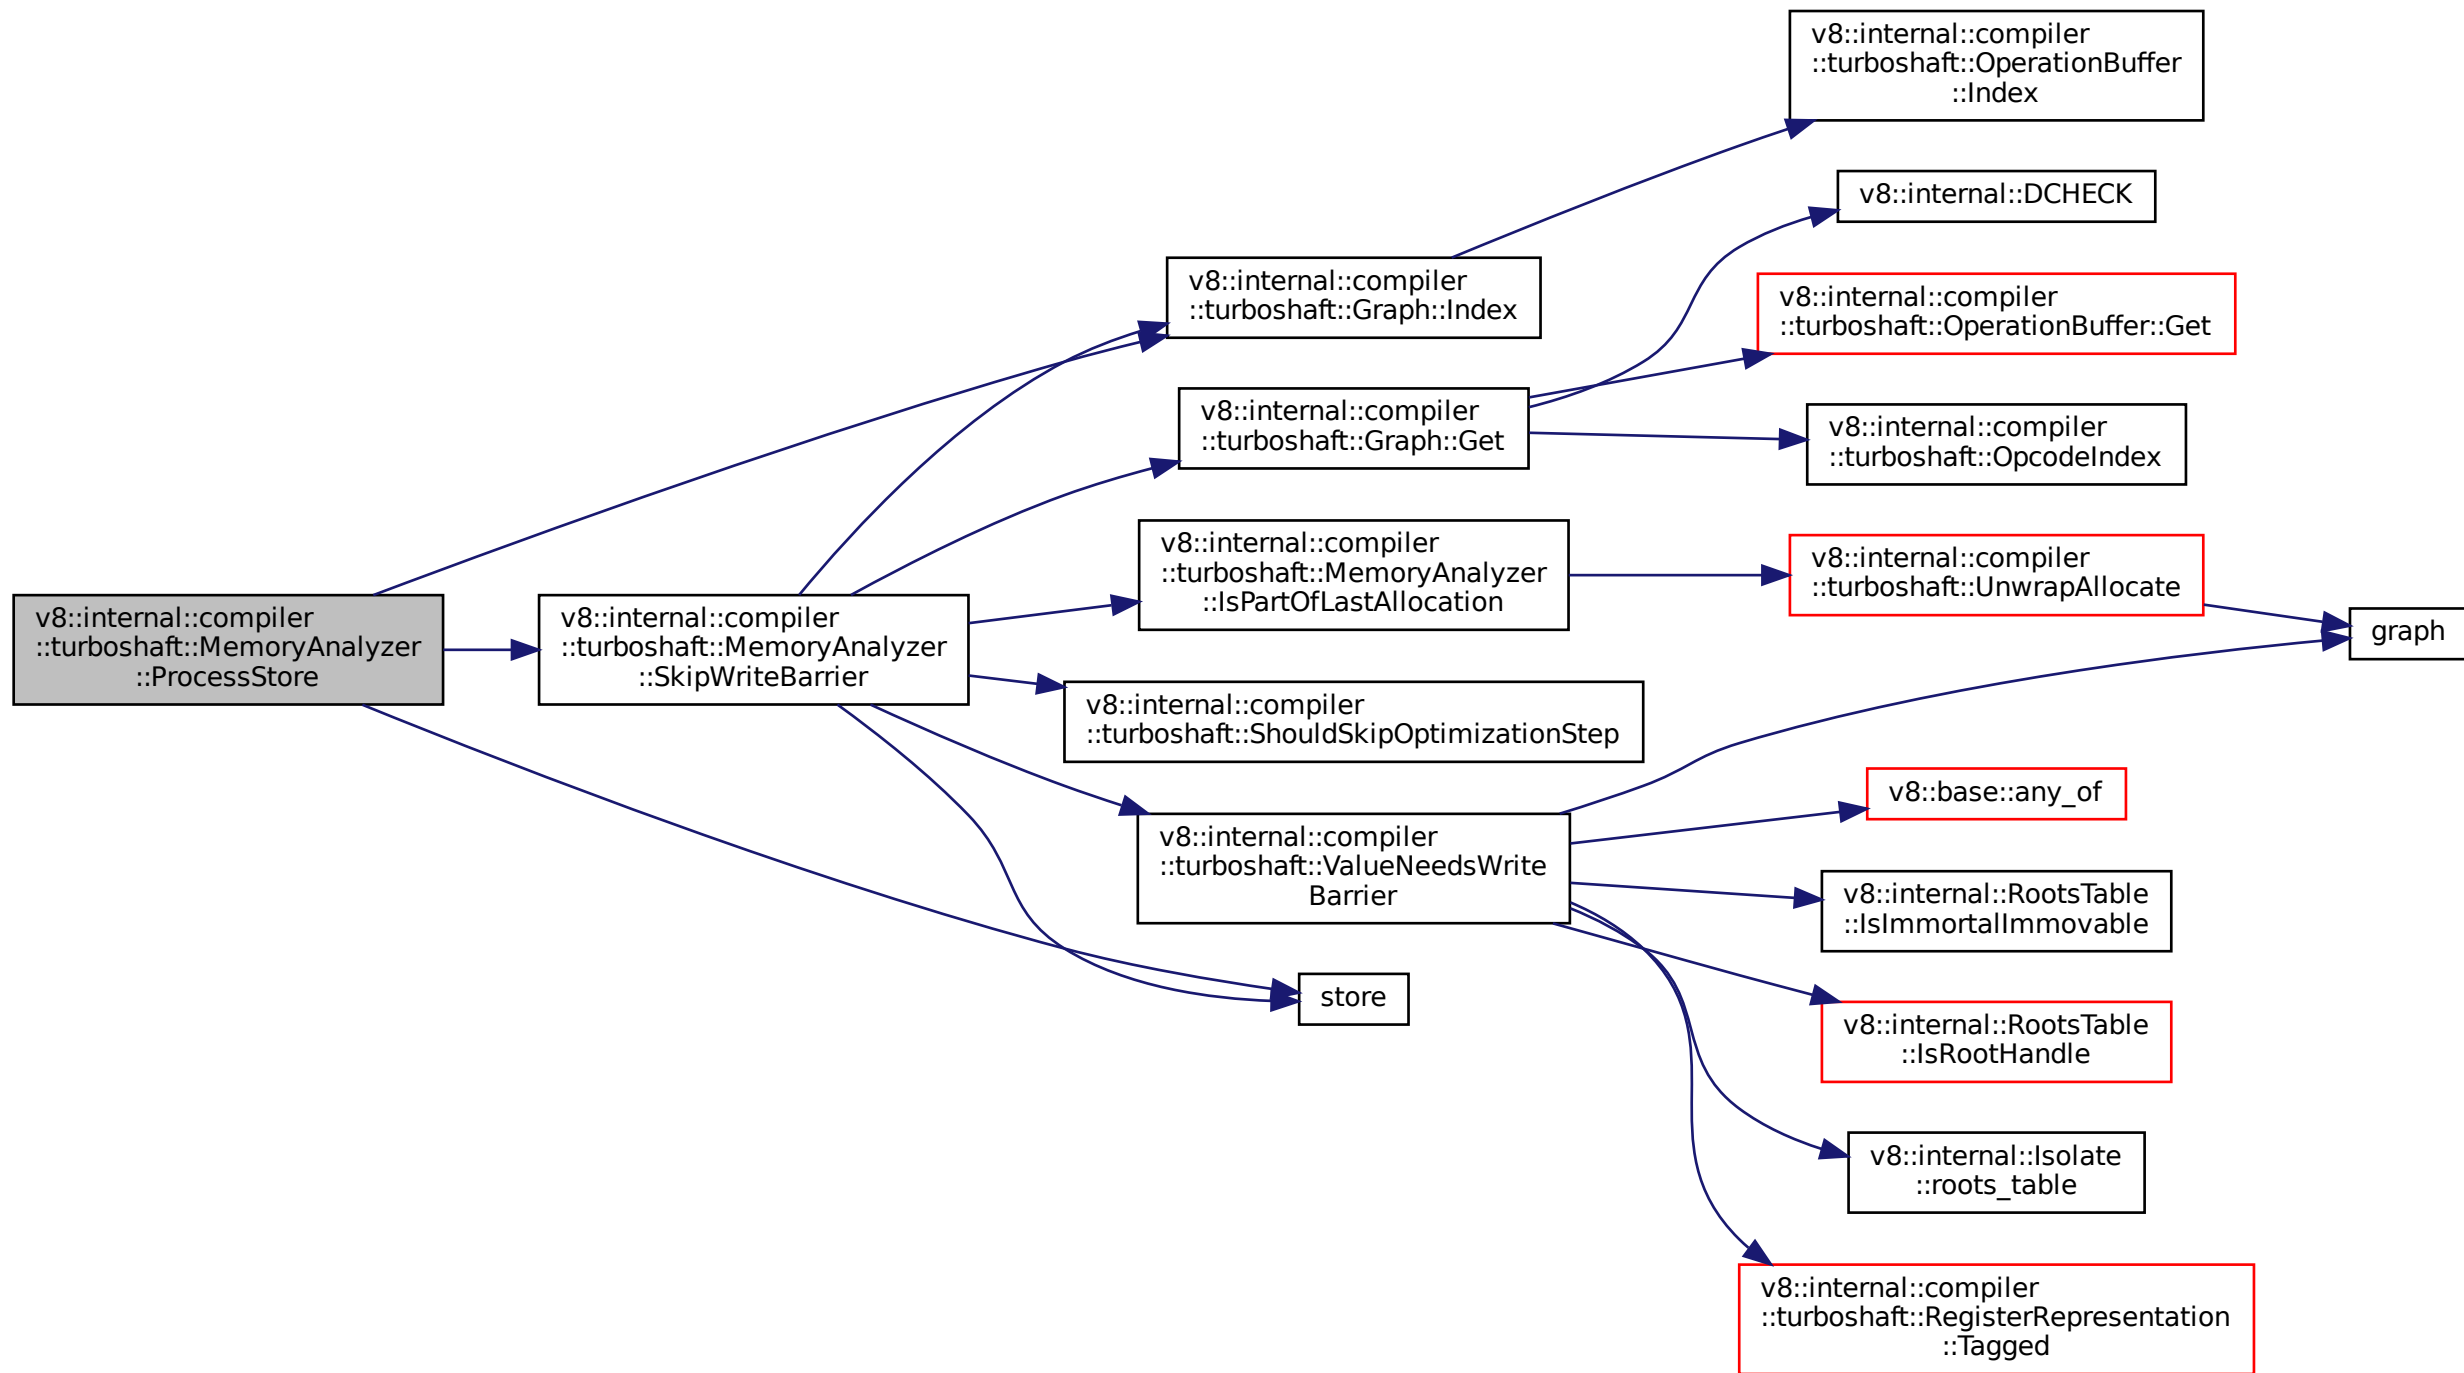 v8::internal::compiler
::turboshaft::MemoryAnalyzer
::ProcessStore
v8::internal::compiler
::turboshaft::MemoryAnalyzer
::SkipWriteBarrier
v8::internal::compiler
::turboshaft::Graph::Index
v8::internal::compiler
::turboshaft::Graph::Get
v8::internal::compiler
::turboshaft::MemoryAnalyzer
::IsPartOfLastAllocation
v8::internal::compiler
::turboshaft::ShouldSkipOptimizationStep
v8::internal::compiler
::turboshaft::ValueNeedsWrite
Barrier
store
v8::internal::compiler
::turboshaft::OperationBuffer
::Index
v8::internal::DCHECK
v8::internal::compiler
::turboshaft::OperationBuffer::Get
v8::internal::compiler
::turboshaft::OpcodeIndex
v8::internal::compiler
::turboshaft::UnwrapAllocate
graph
v8::base::any_of
v8::internal::RootsTable
::IsImmortalImmovable
v8::internal::RootsTable
::IsRootHandle
v8::internal::Isolate
::roots_table
v8::internal::compiler
::turboshaft::RegisterRepresentation
::Tagged